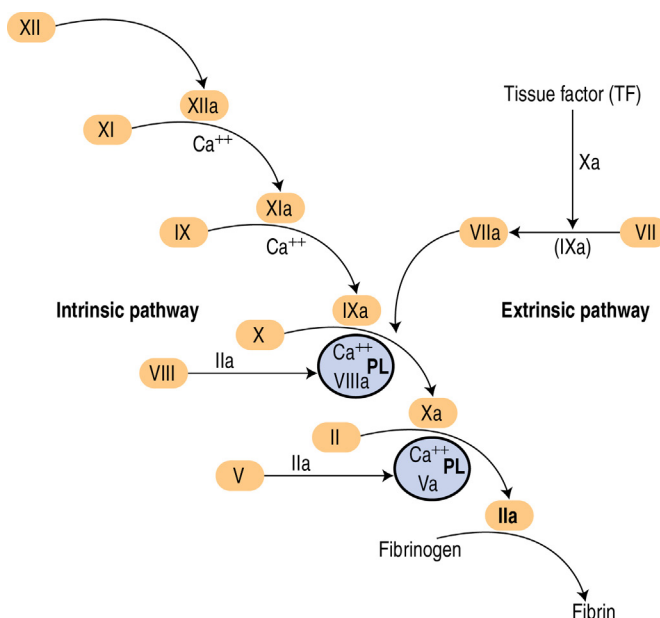 XII
XIIa
Tissue factor (TF)
XI
Ca++
Xa
XIa
IX
Ca++
VIIa
VII
(IXa)
Intrinsic pathway
IXa
Extrinsic pathway
X
Ca++
PL
VIII
IIa
VIIIa
Xa
II
Ca++
PL
V
IIa
Va
IIa
Fibrinogen
Fibrin